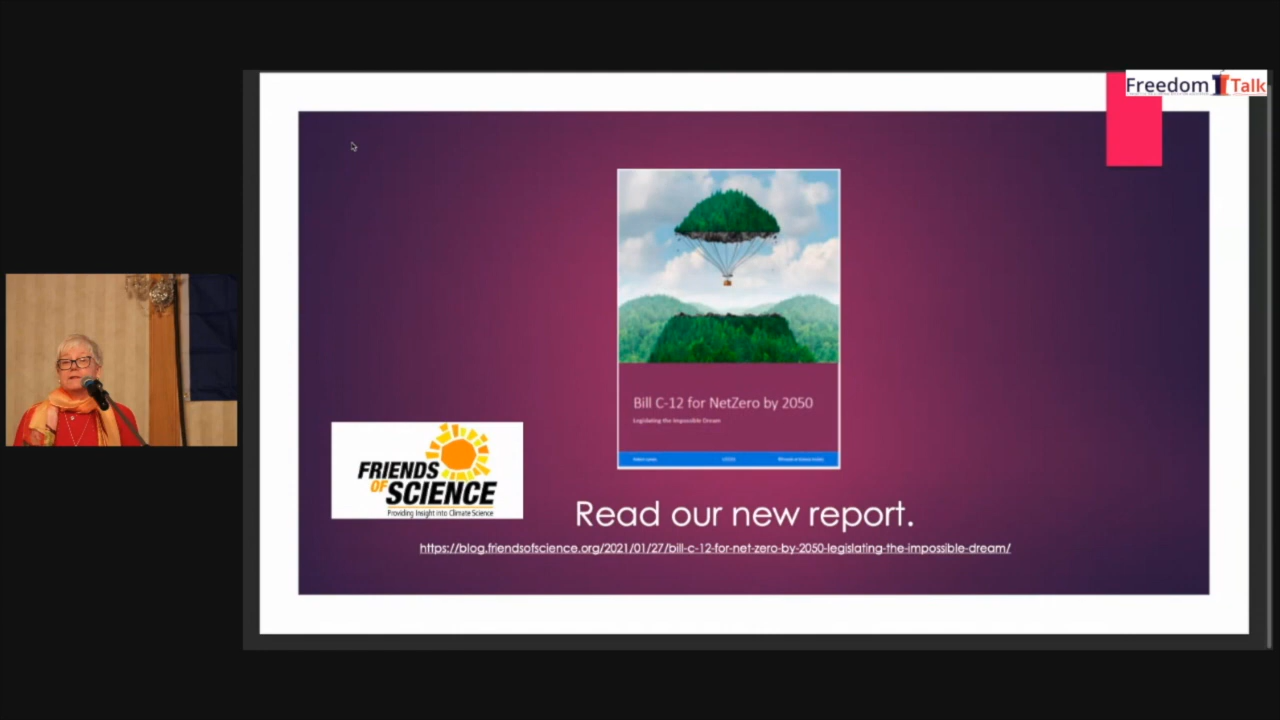 Freedom Talk
Bill C-12 for NetZero by 2050
Legislating the Impossible Dream
FRIENDS
OF SCIENCE
Providing Insight into Climate Science
Read our new report.
https://blog.friendsofscience.org/2021/01/27/bill-c-12-for-net-zero-by-2050-legislating-the-impossible-dream/